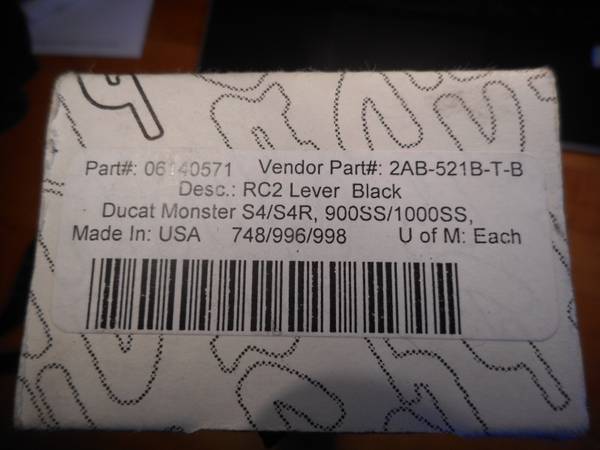 Part#: 06140571 Vendor Part#: 2AB-521B-T-B
Desc.: RC2 Lever Black
Ducat Monster S4/S4R, 900SS/1000SS,
Made In: USA 748/996/998 U of M: Each